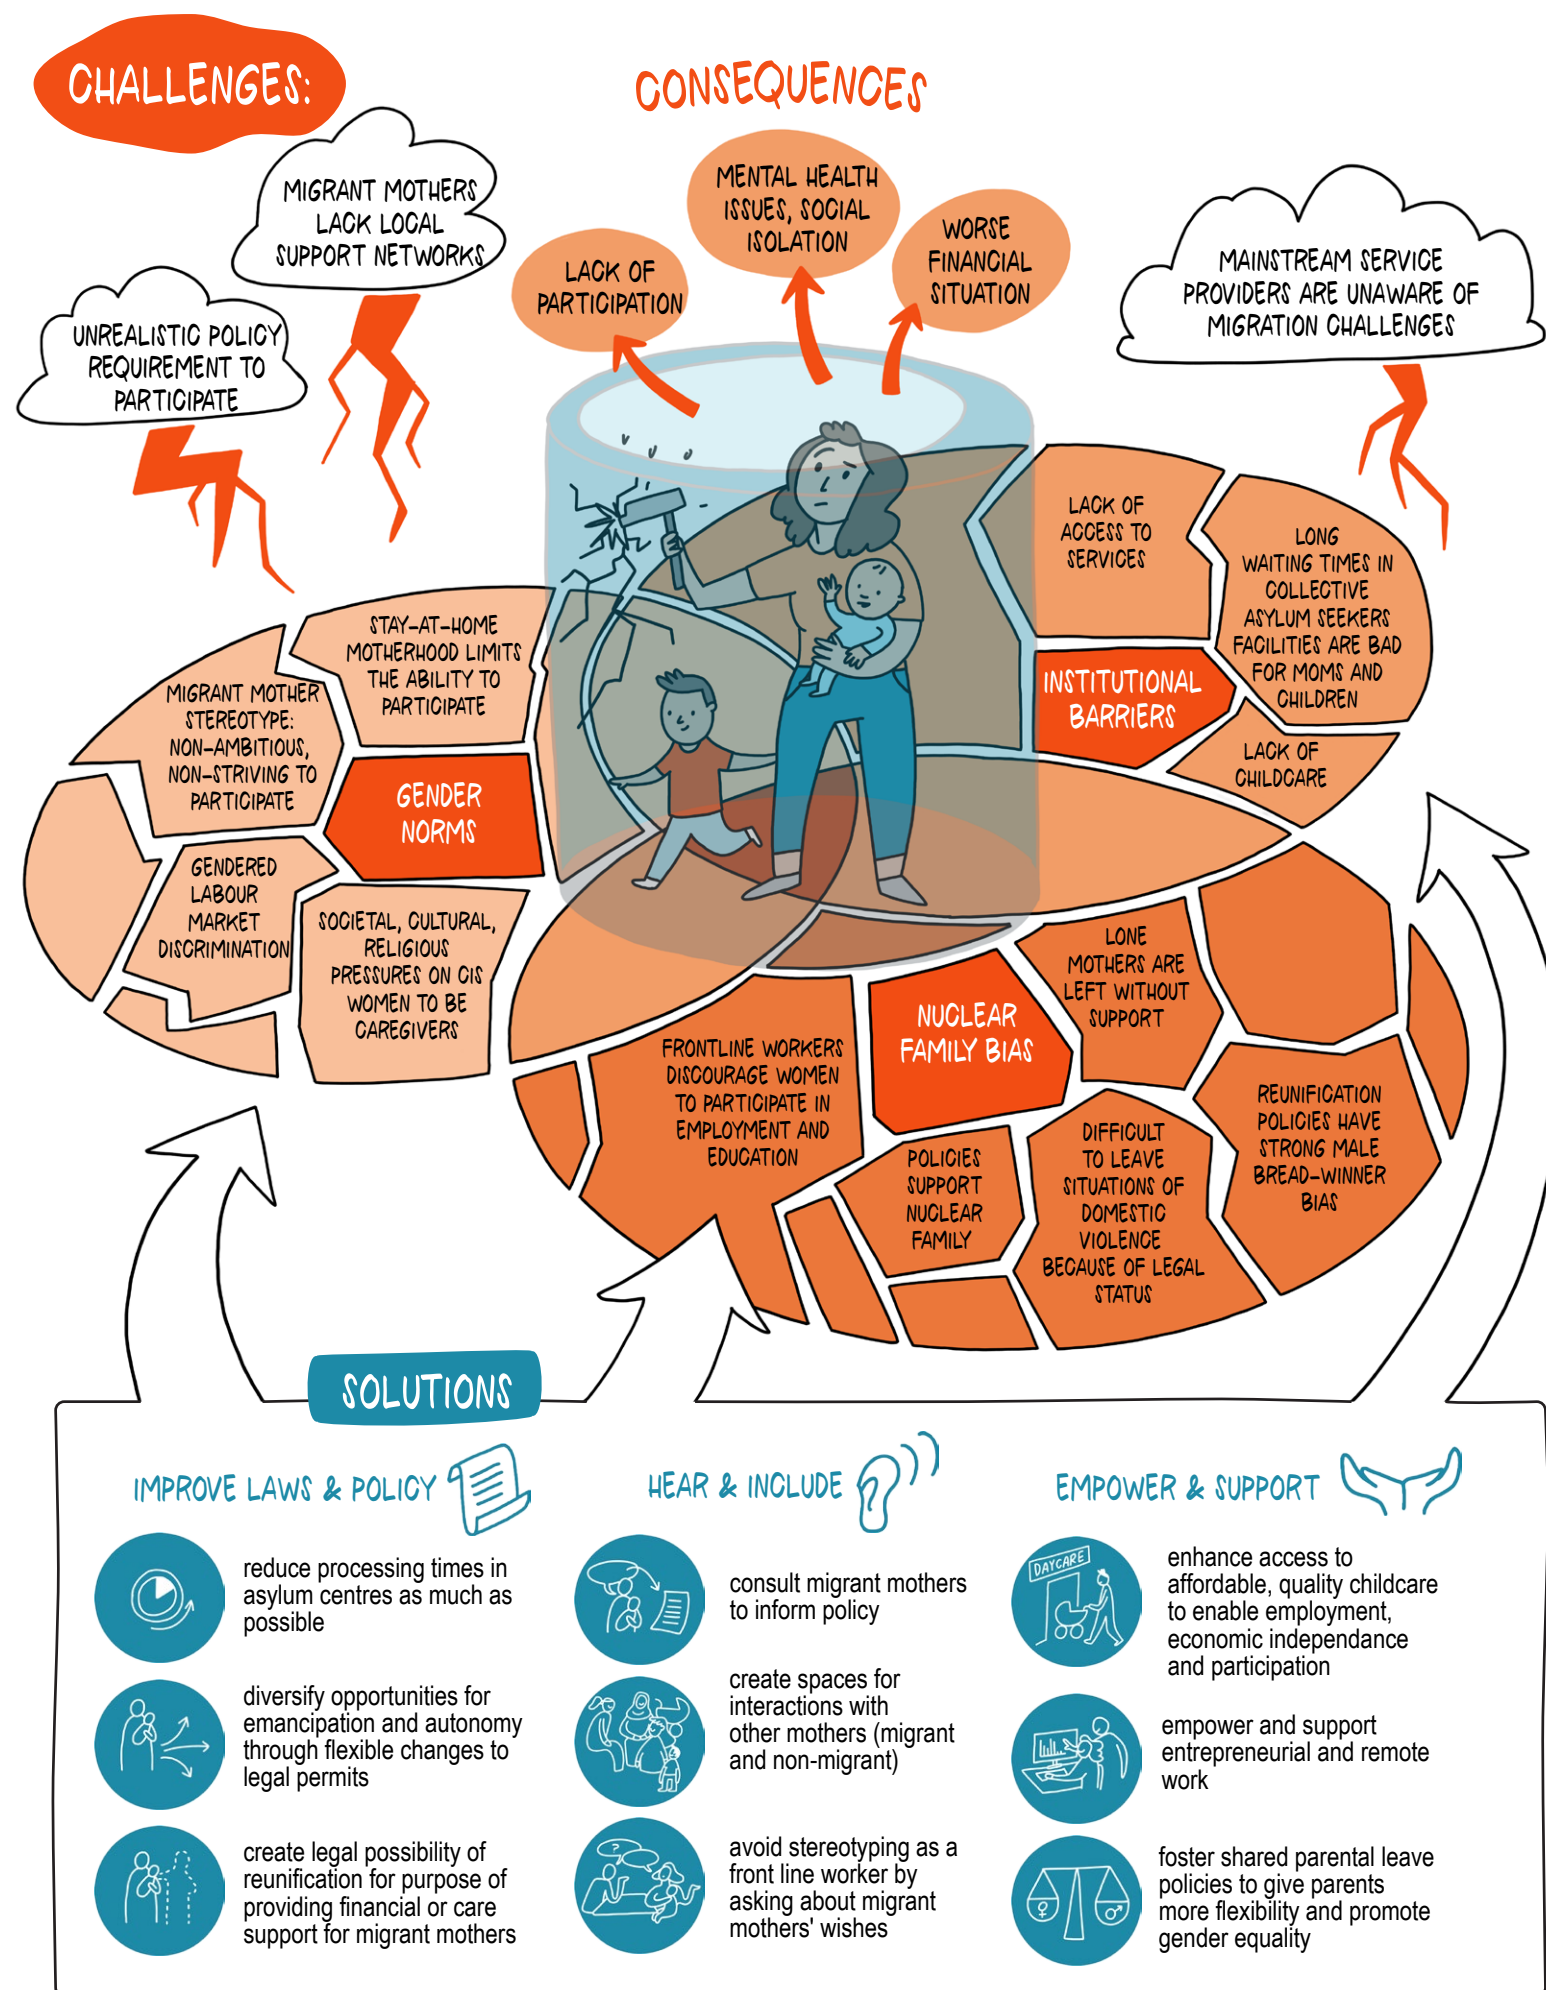 CHALLENGES:
CONSEQUENCES
MIGRANT MOTHERS
LACK LOCAL
SUPPORT NETWORKS
UNREALISTIC POLICY
REQUIREMENT TO
PARTICIPATE
LACK OF
PARTICIPATION
MENTAL HEALTH
ISSUES, SOCIAL
ISOLATION
WORSE
FINANCIAL
SITUATION
MAINSTREAM SERVICE
PROVIDERS ARE UNAWARE OF
MIGRATION CHALLENGES
STAY-AT-HOME
MOTHERHOOD LIMITS
THE ABILITY TO
PARTICIPATE
MIGRANT MOTHER
STEREOTYPE:
NON-AMBITIOUS,
NON-STRIVING TO
PARTICIPATE
GENDER
NORMS
GENDERED
LABOUR
MARKET
DISCRIMINATION
SOCIETAL, CULTURAL,
RELIGIOUS
PRESSURES ON CIS
WOMEN TO BE
CAREGIVERS
LACK OF
ACCESS TO
SERVICES
LONG
WAITING TIMES IN
COLLECTIVE
ASYLUM SEEKERS
FACILITIES ARE BAD
FOR MOMS AND
CHILDREN
INSTITUTIONAL
BARRIERS
LACK OF
CHILDCARE
NUCLEAR
FAMILY BIAS
LONE
MOTHERS ARE
LEFT WITHOUT
SUPPORT
FRONTLINE WORKERS
DISCOURAGE WOMEN
TO PARTICIPATE IN
EMPLOYMENT AND
EDUCATION
POLICIES
SUPPORT
NUCLEAR
FAMILY
DIFFICULT
TO LEAVE
SITUATIONS OF
DOMESTIC
VIOLENCE
BECAUSE OF LEGAL
STATUS
REUNIFICATION
POLICIES HAVE
STRONG MALE
BREAD-WINNER
BIAS
SOLUTIONS
IMPROVE LAWS & POLICY
reduce processing times in
asylum centres as much as
possible
diversify opportunities for
emancipation and autonomy
through flexible changes to
legal permits
create legal possibility of
reunification for purpose of
providing financial or care
support for migrant mothers
HEAR & INCLUDE
consult migrant mothers
to inform policy
create spaces for
interactions with
other mothers (migrant
and non-migrant)
?
avoid stereotyping as a
front line worker by
asking about migrant
mothers' wishes
EMPOWER & SUPPORT
DAYCARE
enhance access to
affordable, quality childcare
to enable employment,
economic independance
and participation
empower and support
entrepreneurial and remote
work
♀ ♂
foster shared parental leave
policies to give parents
more flexibility and promote
gender equality